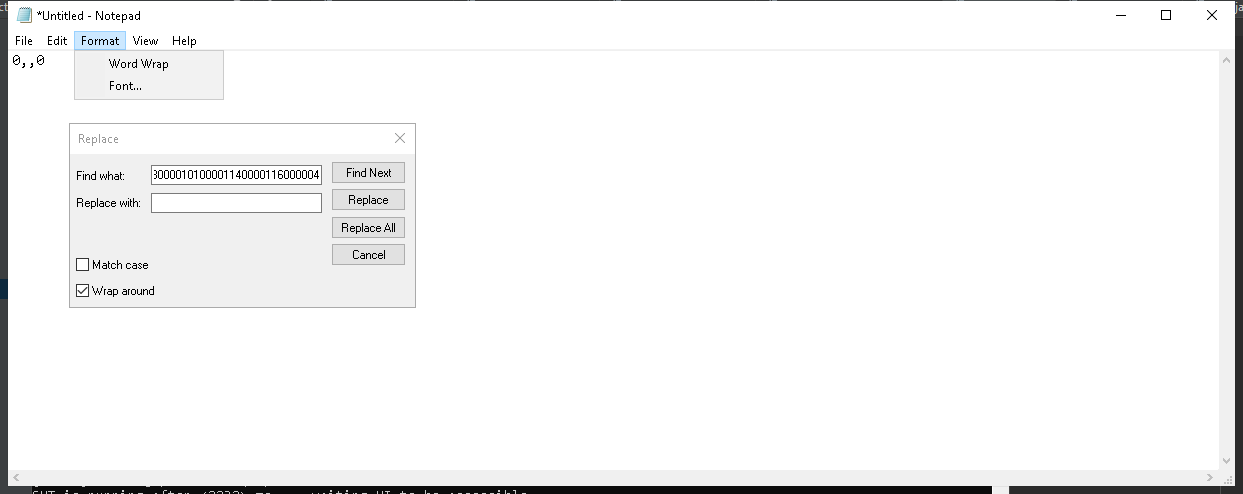 *Untitled - Notepad
File Edit Format View Help
0,,0
Word Wrap
Font...
Replace
Find what: 3000010100001140000116000004 Find Next
Replace with: Replace
Replace All
Cancel
Match case
Wrap around